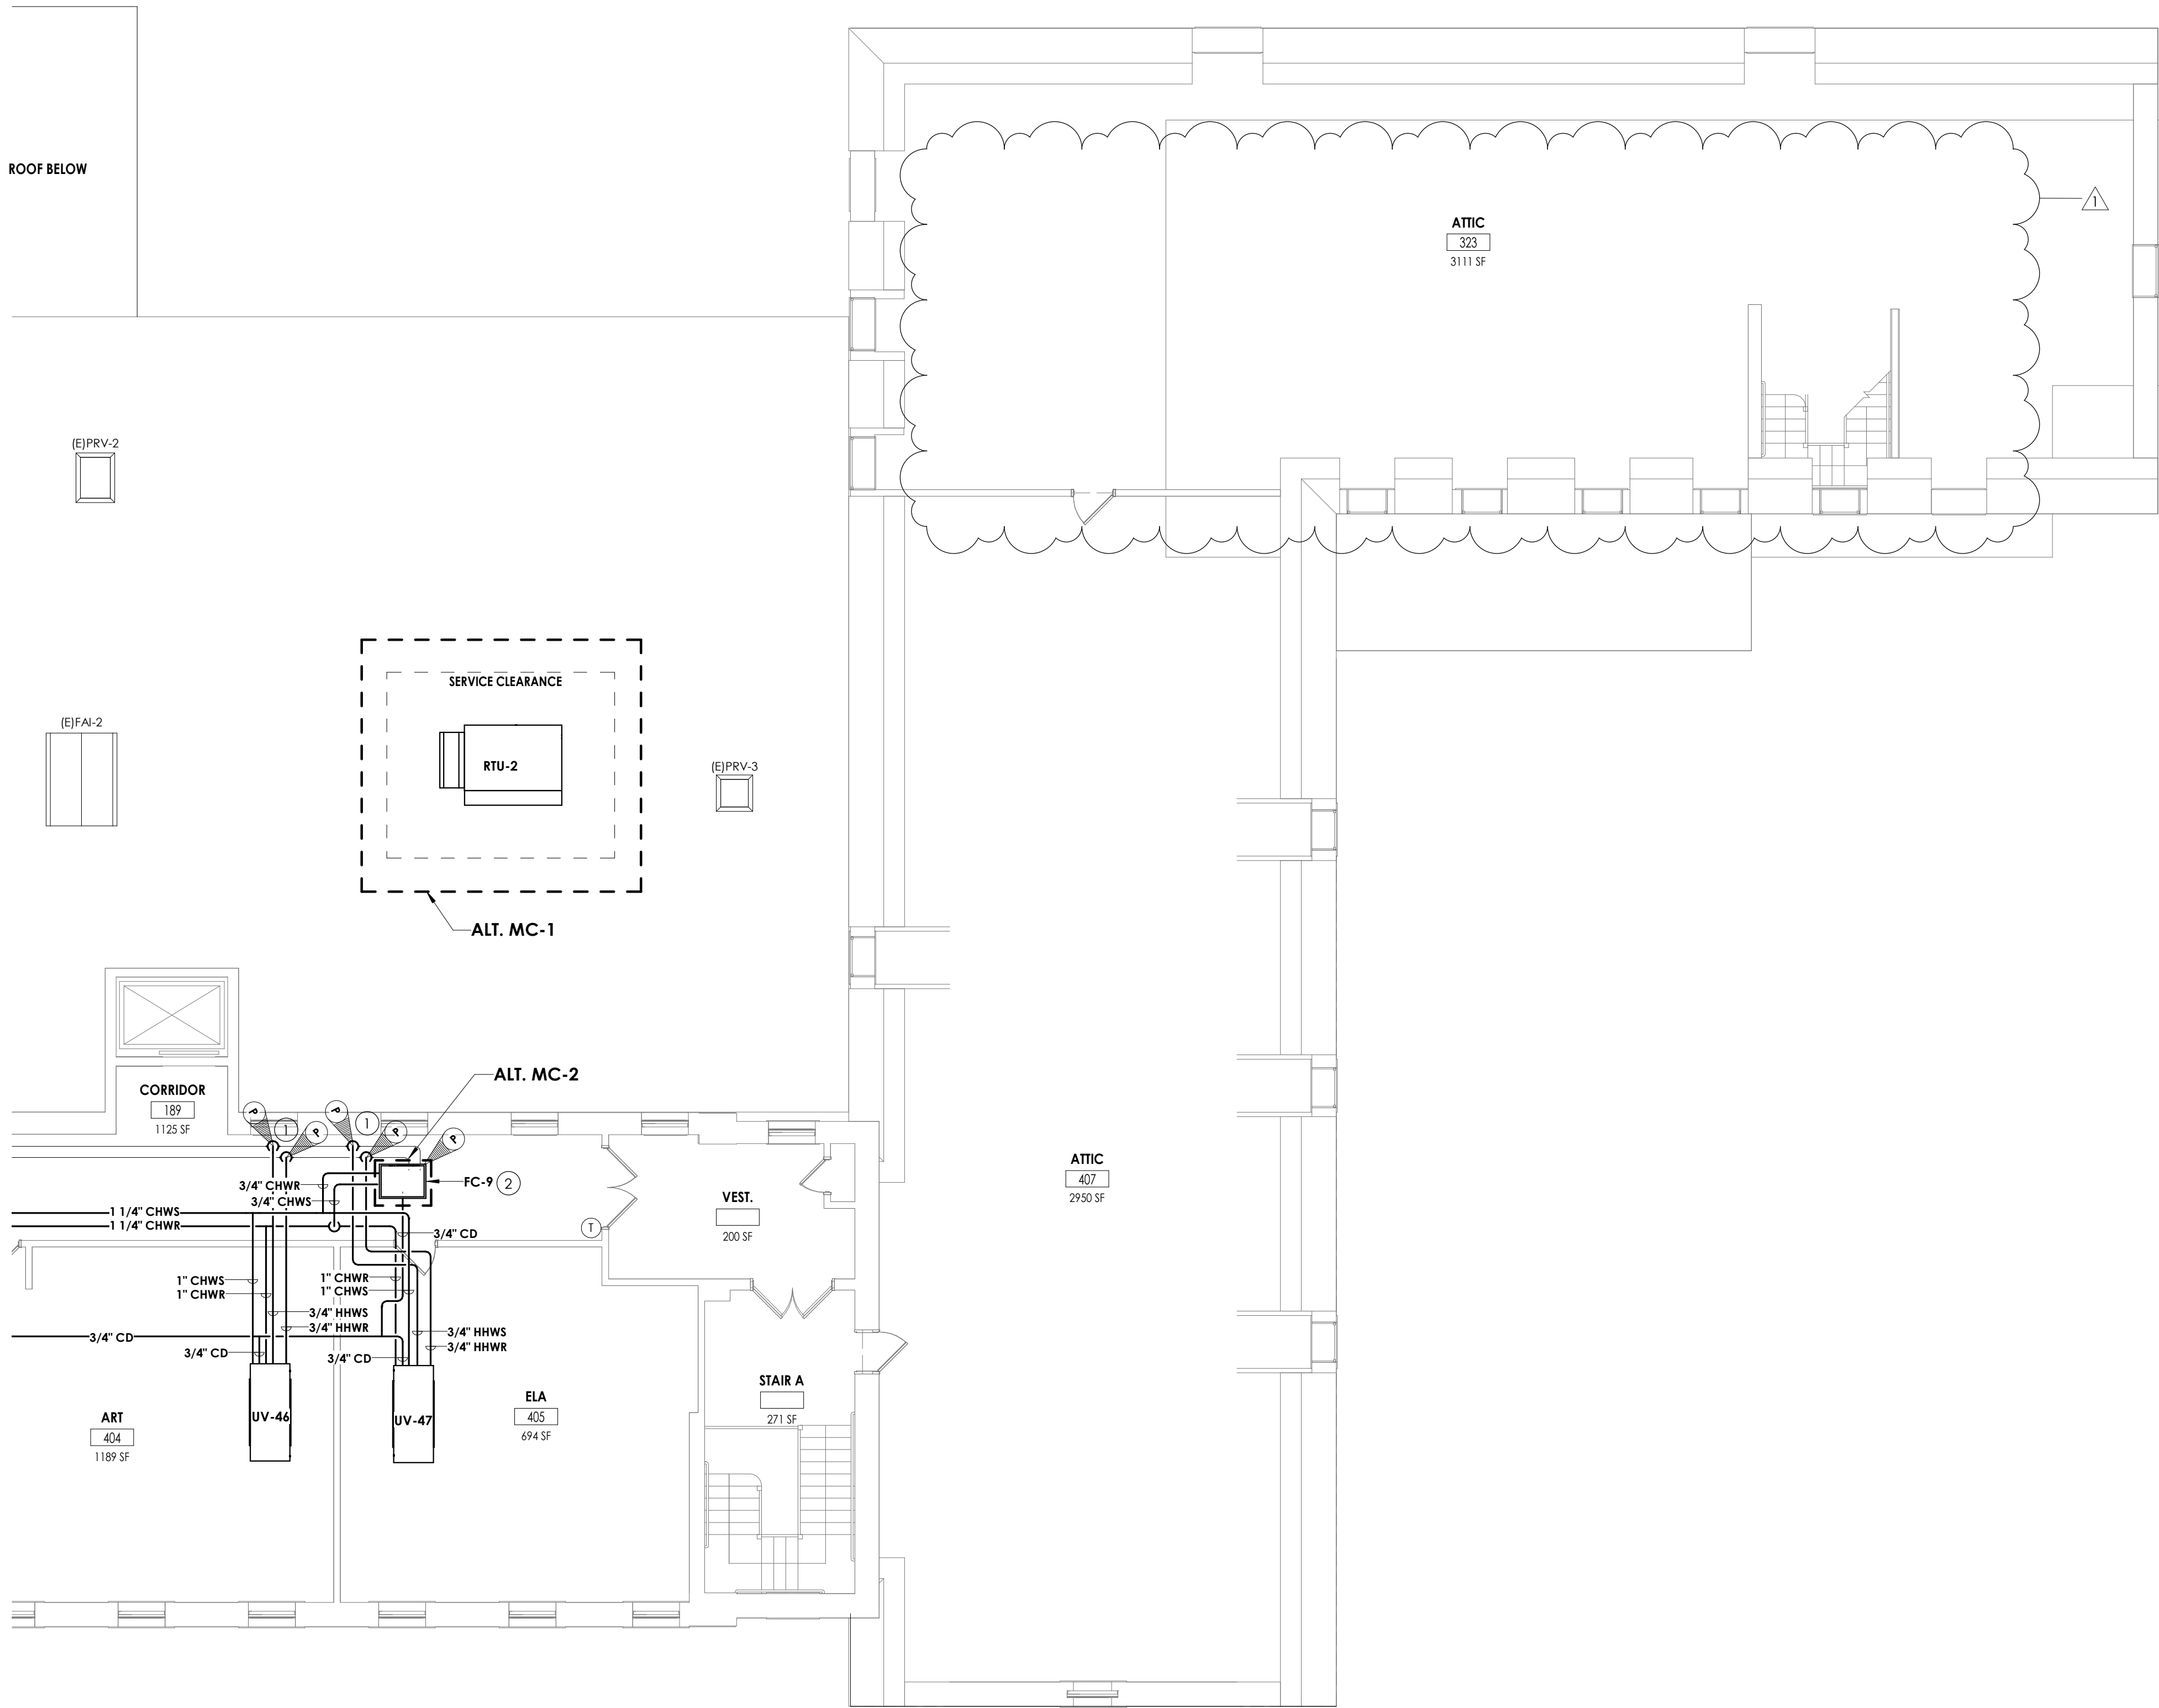 ROOF BELOW
ATTIC
323
3111 SF
1
(E)PRV-2
SERVICE CLEARANCE
(E)FAI-2
RTU-2
(E)PRV-3
ALT. MC-1
ALT. MC-2
CORRIDOR
189
1125 SF
P
1
P
P
1
P
P
ATTIC
407
2950 SF
3/4" CHWR
FC-9
2
3/4" CHWS
VEST.
200 SF
1 1/4" CHWS
1 1/4" CHWR
T
3/4" CD
1" CHWS
1" CHWR
1" CHWR
1" CHWS
3/4" HHWS
3/4" HHWR
3/4" HHWS
3/4" HHWR
3/4" CD
3/4" CD
3/4" CD
STAIR A
271 SF
ART
404
1189 SF
UV-46
UV-47
ELA
405
694 SF